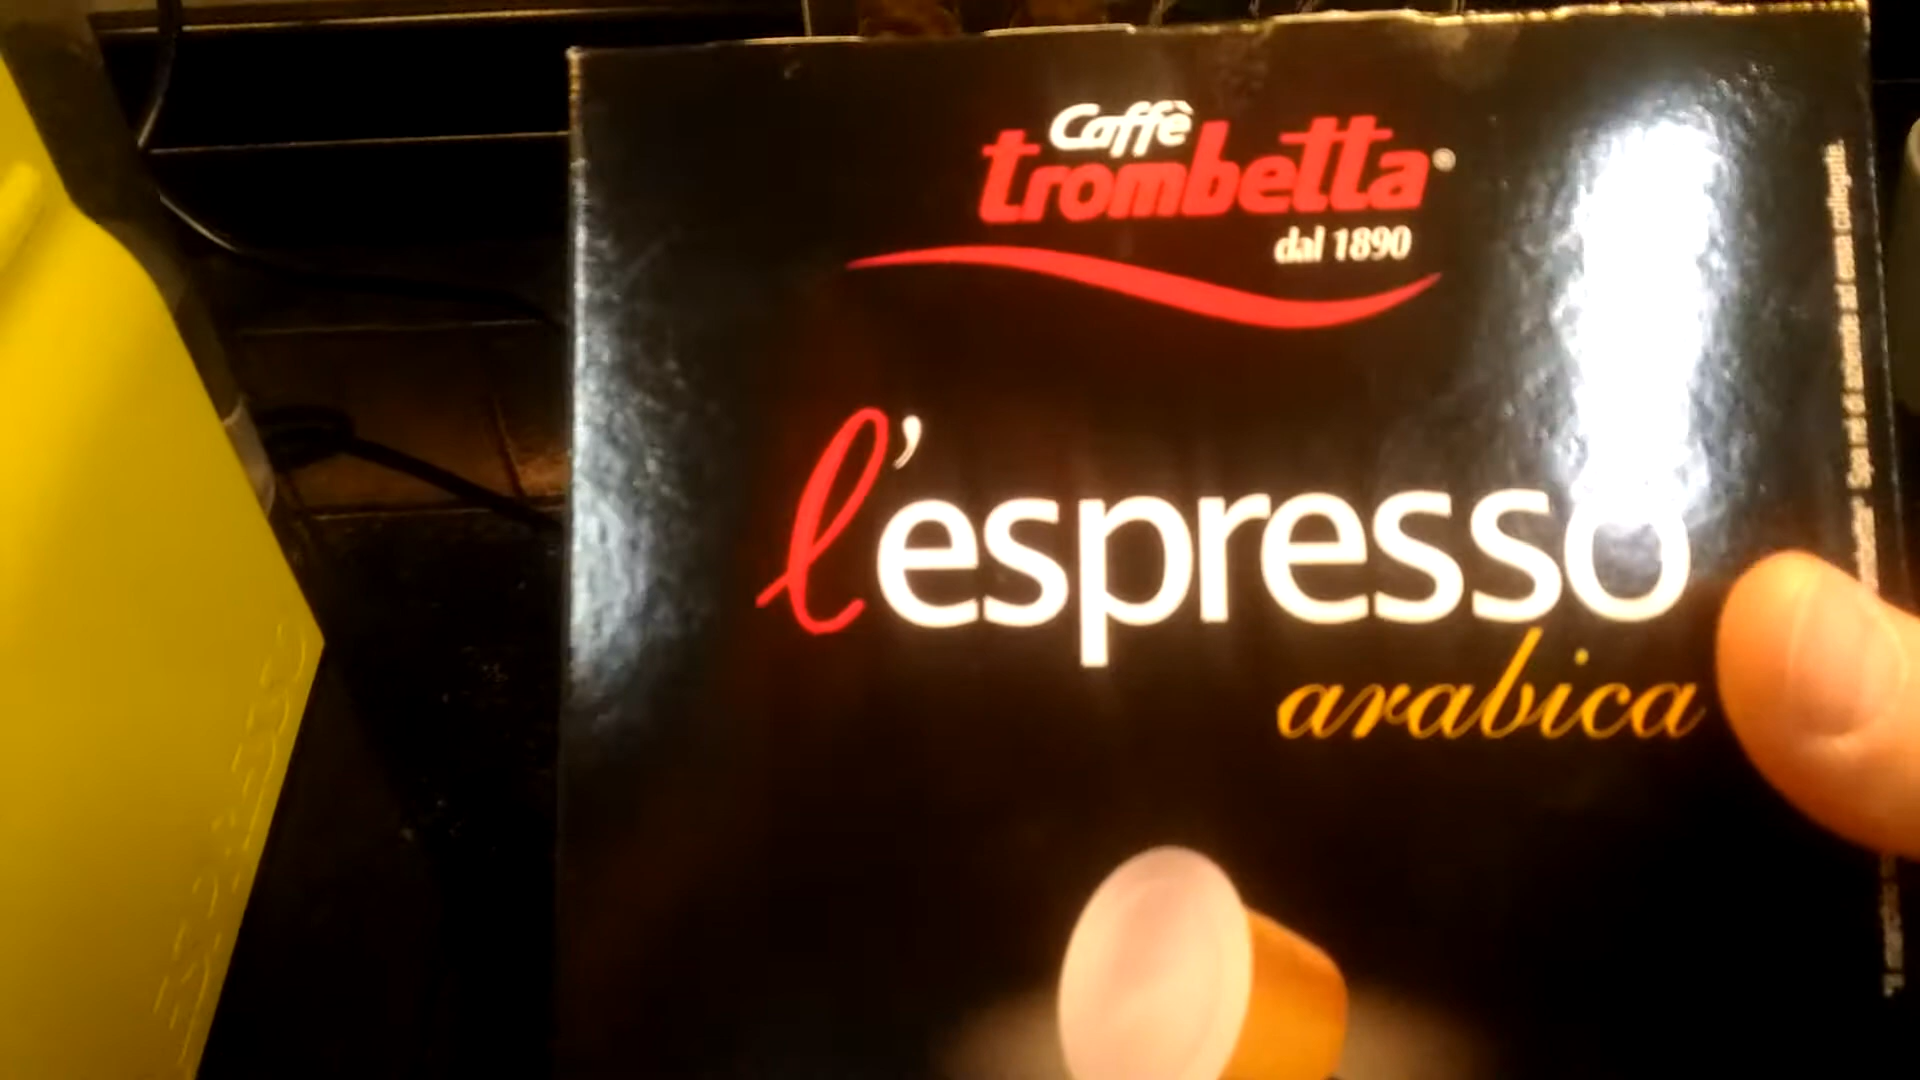 Caffè
trombetta®
dal 1890
l'espresso
arabica